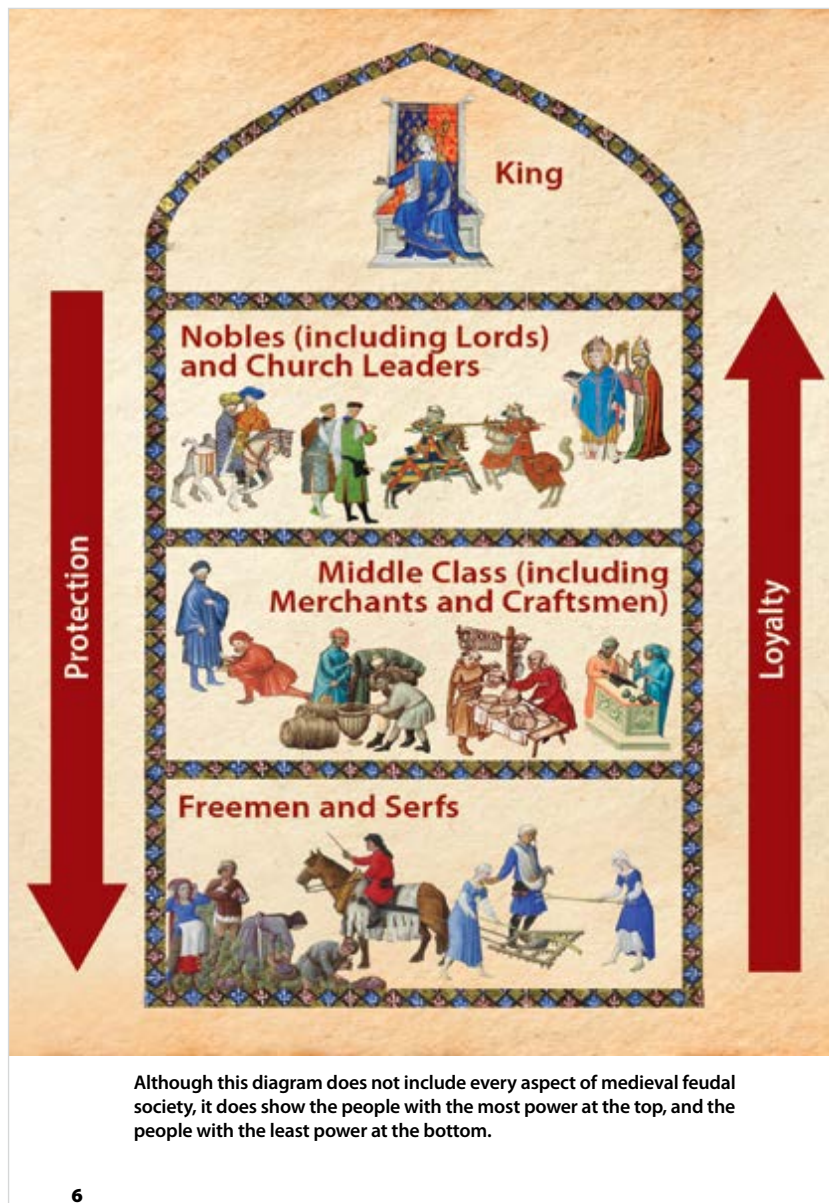 King
Nobles (including Lords)
and Church Leaders
Protection
Middle Class (including
Merchants and Craftsmen)
Loyalty
Freemen and Serfs
Although this diagram does not include every aspect of medieval feudal
society, it does show the people with the most power at the top, and the
people with the least power at the bottom.
6